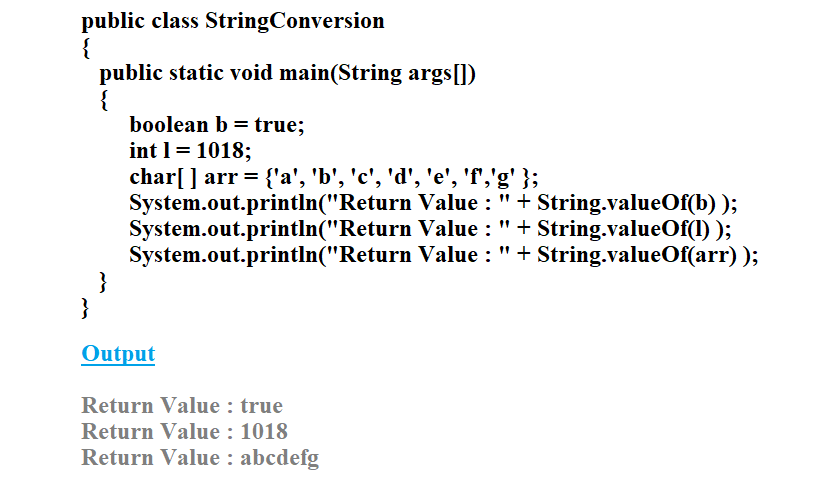 public class StringConversion
{
public static void main(String args[])
{
boolean b = true;
int l = 1018;
char[ ] arr = {'a', 'b', 'c', 'd', 'e', 'f','g' };
System.out.println("Return Value : " + String.valueOf(b) );
System.out.println("Return Value : " + String.valueOf(l) );
System.out.println("Return Value : " + String.valueOf(arr) );
}
}
Output
Return Value : true
Return Value : 1018
Return Value : abcdefg